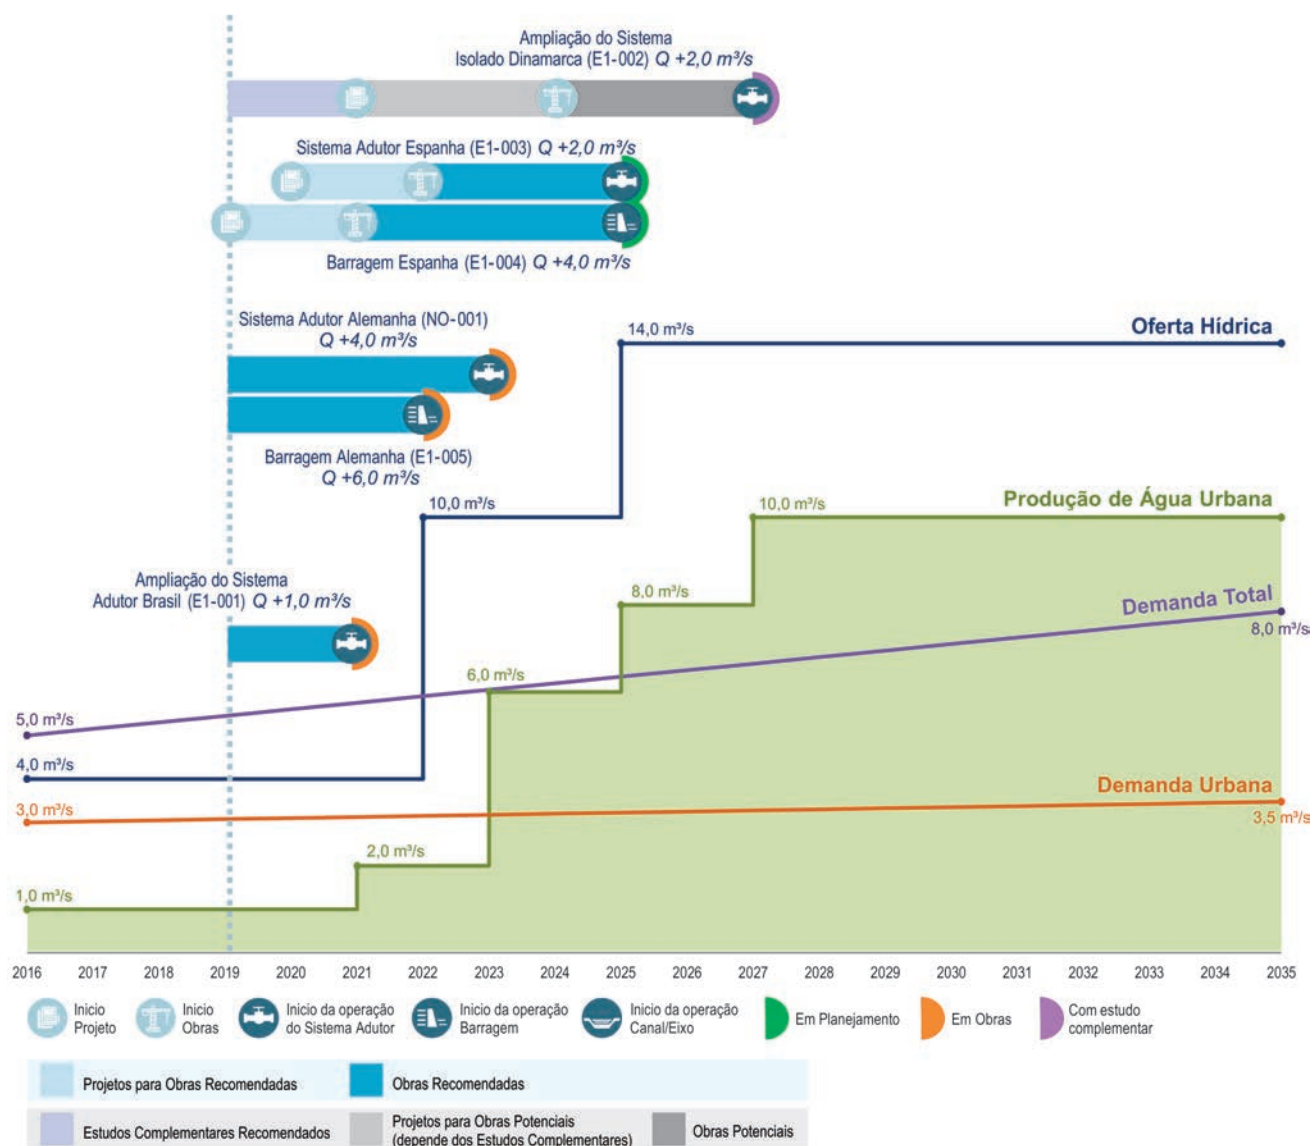 Ampliação do Sistema
Isolado Dinamarca (E1-002) Q +2,0 m³/s
Sistema Adutor Espanha (E1-003) Q +2,0 m³/s
Barragem Espanha (E1-004) Q +4,0 m³/s
Sistema Adutor Alemanha (NO-001)
Q +4,0 m³/s
14,0 m³/s
Oferta Hídrica
Barragem Alemanha (E1-005)
Q +6,0 m³/s
10,0 m³/s
10,0 m³/s
Produção de Água Urbana
Ampliação do Sistema
Adutor Brasil (E1-001) Q +1,0 m³/s
8,0 m³/s
Demanda Total
8,0 m³/s
6,0 m³/s
5,0 m³/s
4,0 m³/s
3,0 m³/s
Demanda Urbana
3,5 m³/s
2,0 m³/s
1,0 m³/s
2016 2017 2018 2019 2020 2021 2022 2023 2024 2025 2026 2027 2028 2029 2030 2031 2032 2033 2034 2035
Inicio
Projeto
Inicio
Obras
Inicio da operação
do Sistema Adutor
Inicio da operação
Barragem
Inicio da operação
Canal/Eixo
Em Planejamento
Em Obras
Com estudo
complementar
Projetos para Obras Recomendadas
Obras Recomendadas
Estudos Complementares Recomendados
Projetos para Obras Potenciais
(depende dos Estudos Complementares)
Obras Potenciais